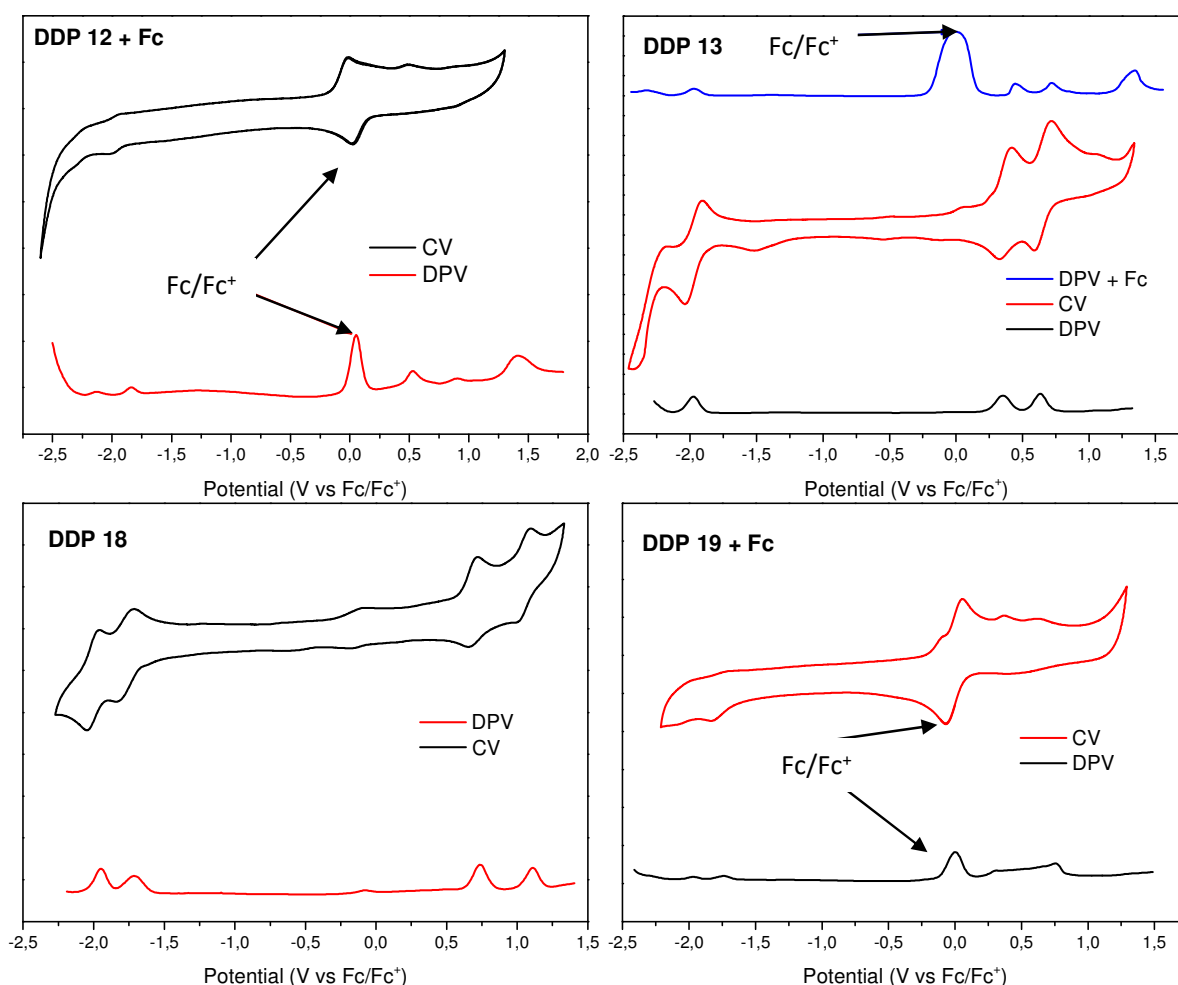 DDP 12 + Fc
CV
DPV
Fc/Fc⁺
-2,5 -2,0 -1,5 -1,0 -0,5 0,0 0,5 1,0 1,5 2,0
Potential (V vs Fc/Fc⁺)
DDP 13
Fc/Fc⁺
DPV + Fc
CV
DPV
-2,5 -2,0 -1,5 -1,0 -0,5 0,0 0,5 1,0 1,5
Potential (V vs Fc/Fc⁺)
DDP 18
DPV
CV
-2,5 -2,0 -1,5 -1,0 -0,5 0,0 0,5 1,0 1,5
Potential (V vs Fc/Fc⁺)
DDP 19 + Fc
CV
DPV
Fc/Fc⁺
-2,5 -2,0 -1,5 -1,0 -0,5 0,0 0,5 1,0 1,5
Potential (V vs Fc/Fc⁺)